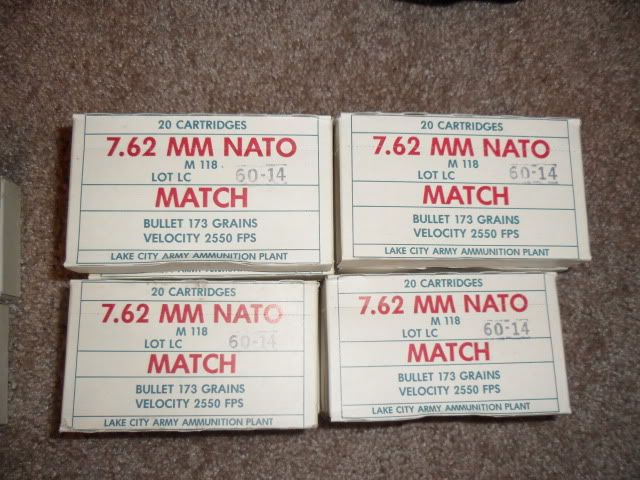 20 CARTRIDGES
7.62 MM NATO
M 118
LOT LC 60-14
MATCH
BULLET 173 GRAINS
VELOCITY 2550 FPS
LAKE CITY ARMY AMMUNITION PLANT
20 CARTRIDGES
7.62 MM NATO
M 118
LOT LC 60-14
MATCH
BULLET 173 GRAINS
VELOCITY 2550 FPS
LAKE CITY ARMY AMMUNITION PLANT
20 CARTRIDGES
7.62 MM NATO
M 118
LOT LC 60-14
MATCH
BULLET 173 GRAINS
VELOCITY 2550 FPS
LAKE CITY ARMY AMMUNITION PLANT
20 CARTRIDGES
7.62 MM NATO
M 118
LOT LC 60-14
MATCH
BULLET 173 GRAINS
VELOCITY 2550 FPS
LAKE CITY ARMY AMMUNITION PLANT